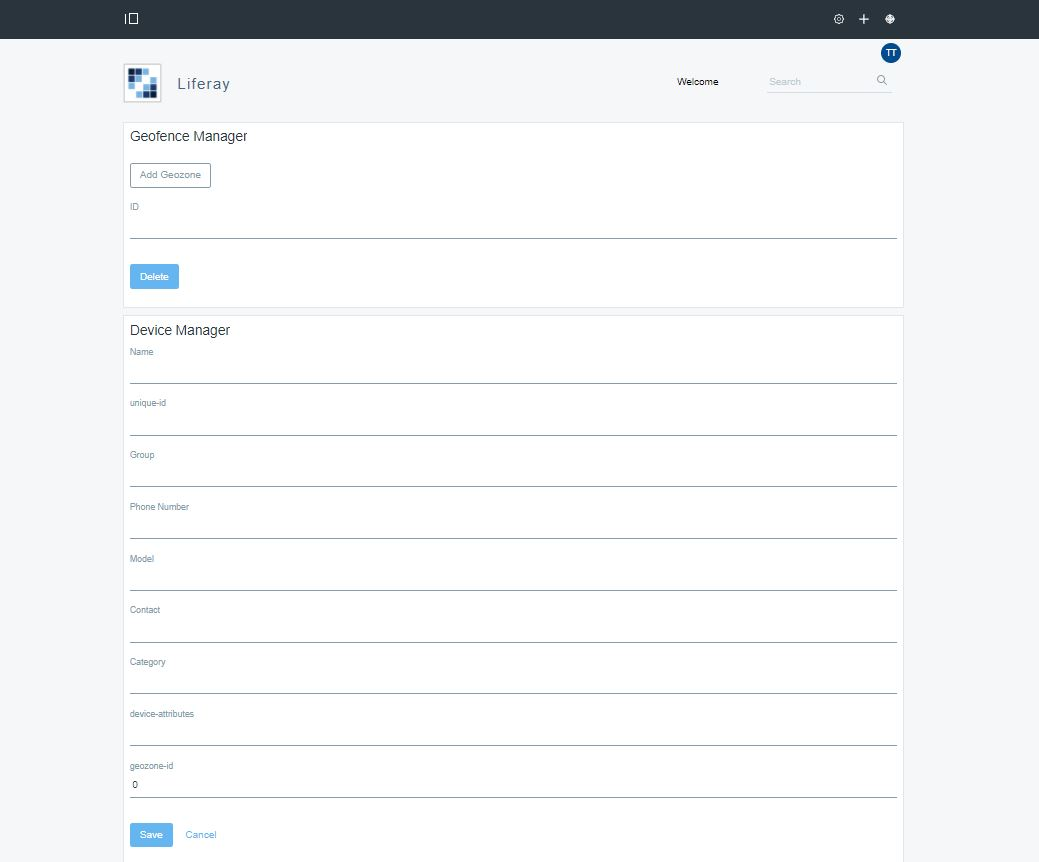 TT
Liferay
Welcome
Search
Geofence Manager
Add Geozone
ID
Delete
Device Manager
Name
unique-id
Group
Phone Number
Model
Contact
Category
device-attributes
geozone-id
0
Save Cancel